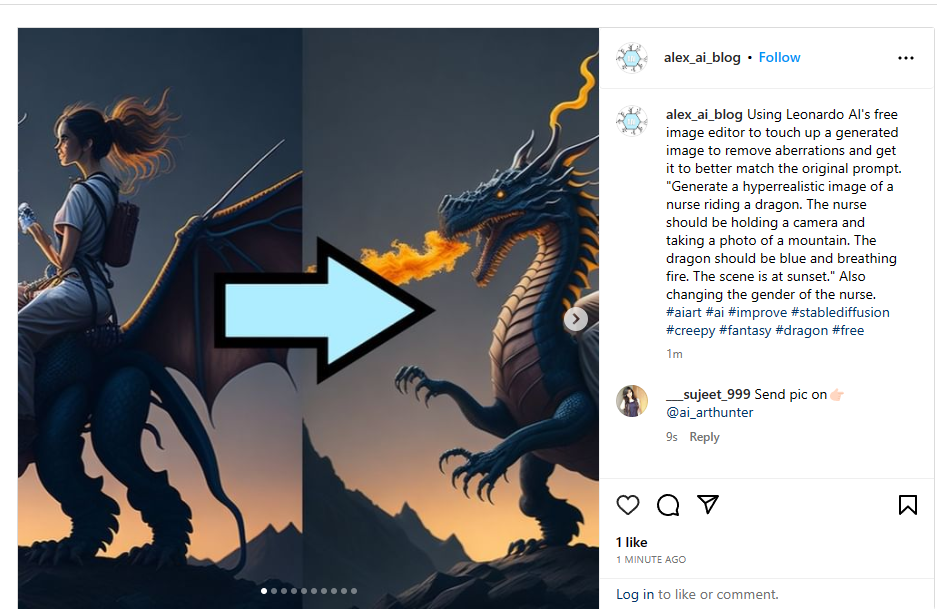 alex_ai_blog • Follow
alex_ai_blog Using Leonardo AI's free
image editor to touch up a generated
image to remove aberrations and get
it to better match the original prompt.
"Generate a hyperrealistic image of a
nurse riding a dragon. The nurse
should be holding a camera and
taking a photo of a mountain. The
dragon should be blue and breathing
fire. The scene is at sunset." Also
changing the gender of the nurse.
#aiart #ai #improve #stablediffusion
#creepy #fantasy #dragon #free
1m
___sujeet_999 Send pic on👉🏻
@ai_arthunter
9s Reply
1 like
1 MINUTE AGO
Log in to like or comment.